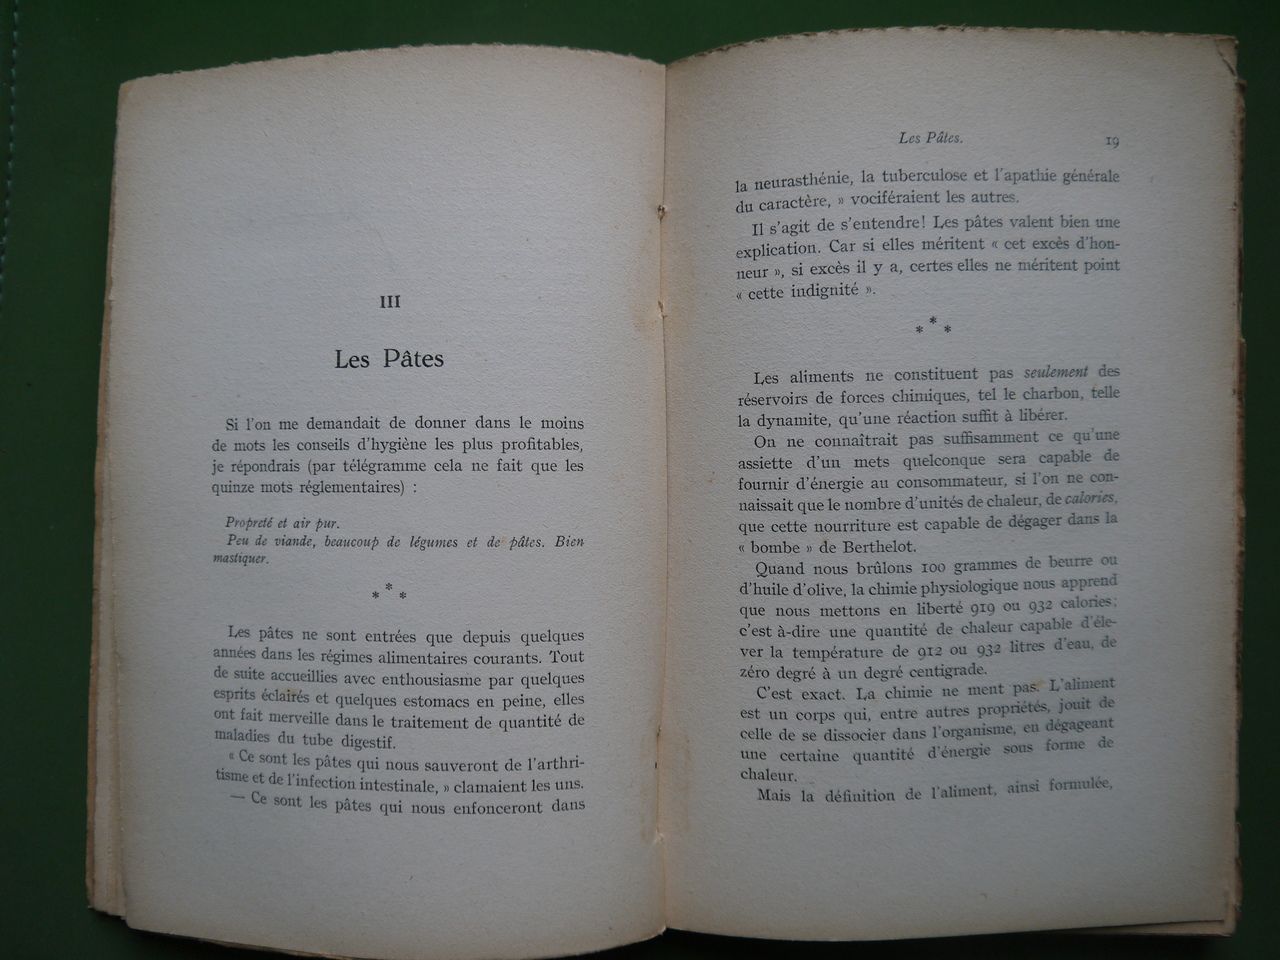 III
Les Pâtes
Si l'on me demandait de donner dans le moins
de mots les conseils d'hygiène les plus profitables,
je répondrais (par télégramme cela ne fait que les
quinze mots réglementaires) :
Propreté et air pur.
Peu de viande, beaucoup de légumes et de pâtes. Bien
mastiquer.
* * *
Les pâtes ne sont entrées que depuis quelques
années dans les régimes alimentaires courants. Tout
de suite accueillies avec enthousiasme par quelques
esprits éclairés et quelques estomacs en peine, elles
ont fait merveille dans le traitement de quantité de
maladies du tube digestif.
« Ce sont les pâtes qui nous sauveront de l'arthri-
tisme et de l'infection intestinale, » clamaient les uns.
— Ce sont les pâtes qui nous enfonceront dans
Les Pâtes. 19
la neurasthénie, la tuberculose et l'apathie générale
du caractère, » vociféraient les autres.
Il s'agit de s'entendre! Les pâtes valent bien une
explication. Car si elles méritent « cet excès d'hon-
neur », si excès il y a, certes elles ne méritent point
« cette indignité ».
* * *
Les aliments ne constituent pas seulement des
réservoirs de forces chimiques, tel le charbon, telle
la dynamite, qu'une réaction suffit à libérer.
On ne connaîtrait pas suffisamment ce qu'une
assiette d'un mets quelconque sera capable de
fournir d'énergie au consommateur, si l'on ne con-
naissait que le nombre d'unités de chaleur, de calories,
que cette nourriture est capable de dégager dans la
« bombe » de Berthelot.
Quand nous brûlons 100 grammes de beurre ou
d'huile d'olive, la chimie physiologique nous apprend
que nous mettons en liberté 919 ou 932 calories;
c'est à-dire une quantité de chaleur capable d'éle-
ver la température de 912 ou 932 litres d'eau, de
zéro degré à un degré centigrade.
C'est exact. La chimie ne ment pas. L'aliment
est un corps qui, entre autres propriétés, jouit de
celle de se dissocier dans l'organisme, en dégageant
une certaine quantité d'énergie sous forme de
chaleur.
Mais la définition de l'aliment, ainsi formulée,